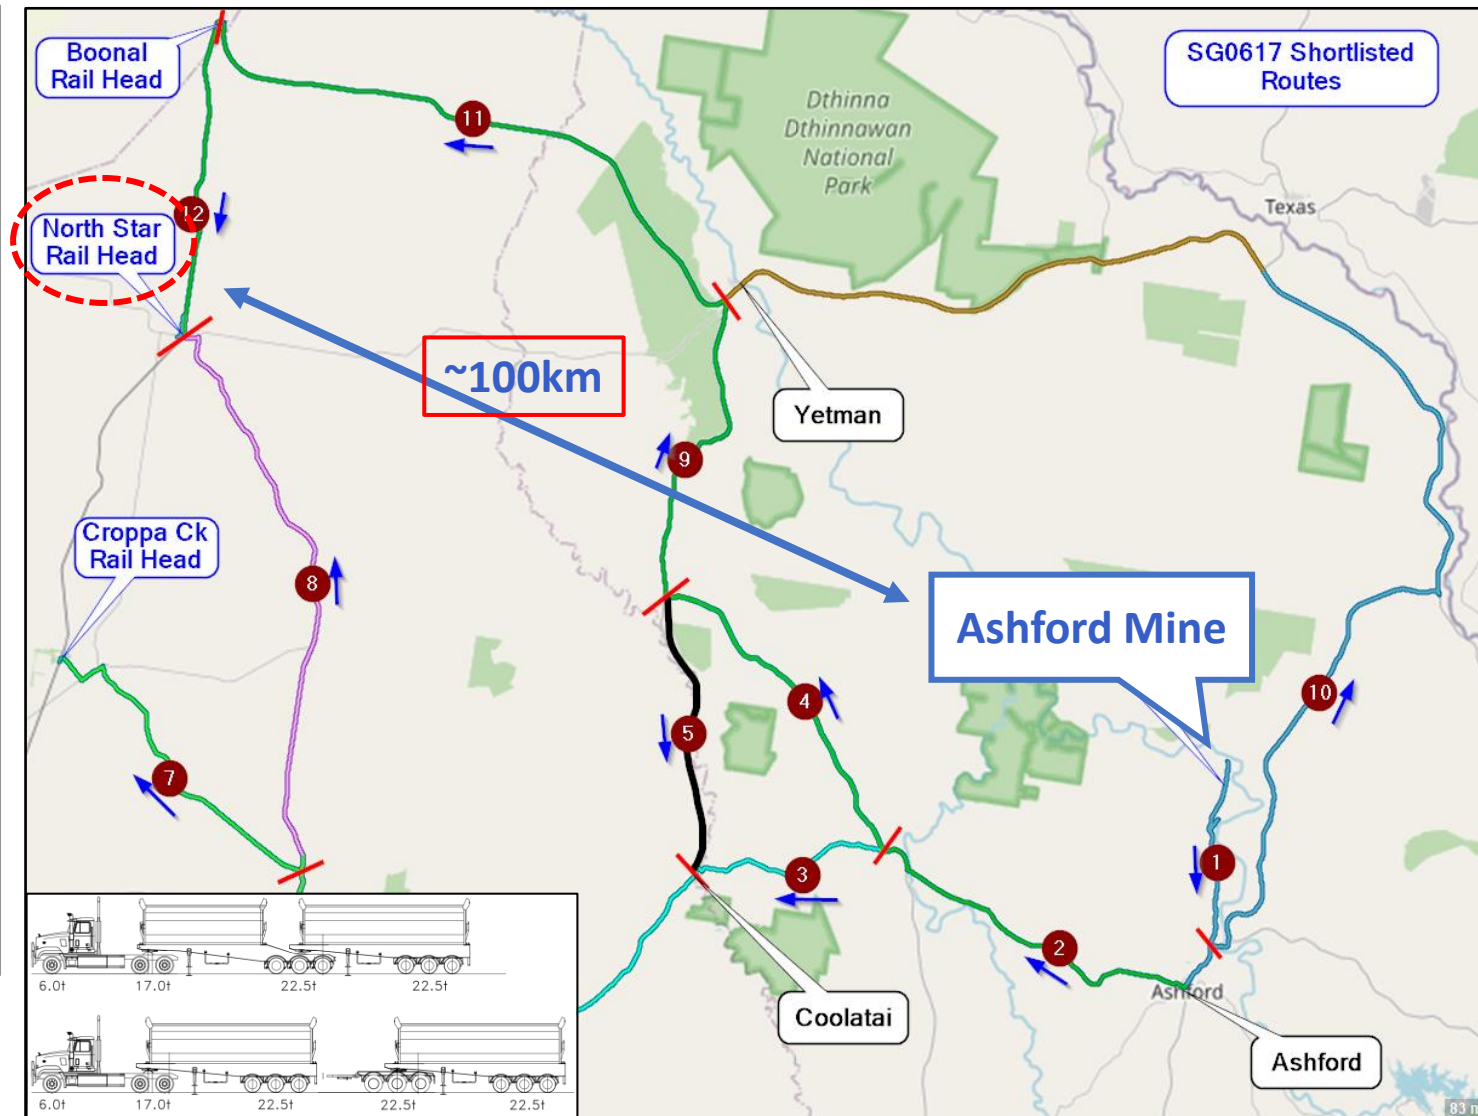 Boonal
Rail Head
SG0617 Shortlisted
Routes
11
Dthinna
Dthinnawan
National
Park
Texas
12
North Star
Rail Head
~100km
Yetman
9
Croppa Ck
Rail Head
8
Ashford Mine
10
4
5
7
1
3
2
Ashford
Coolatai
Ashford
6.0t 17.0t 22.5t 22.5t
6.0t 17.0t 22.5t 22.5t 22.5t
83 m